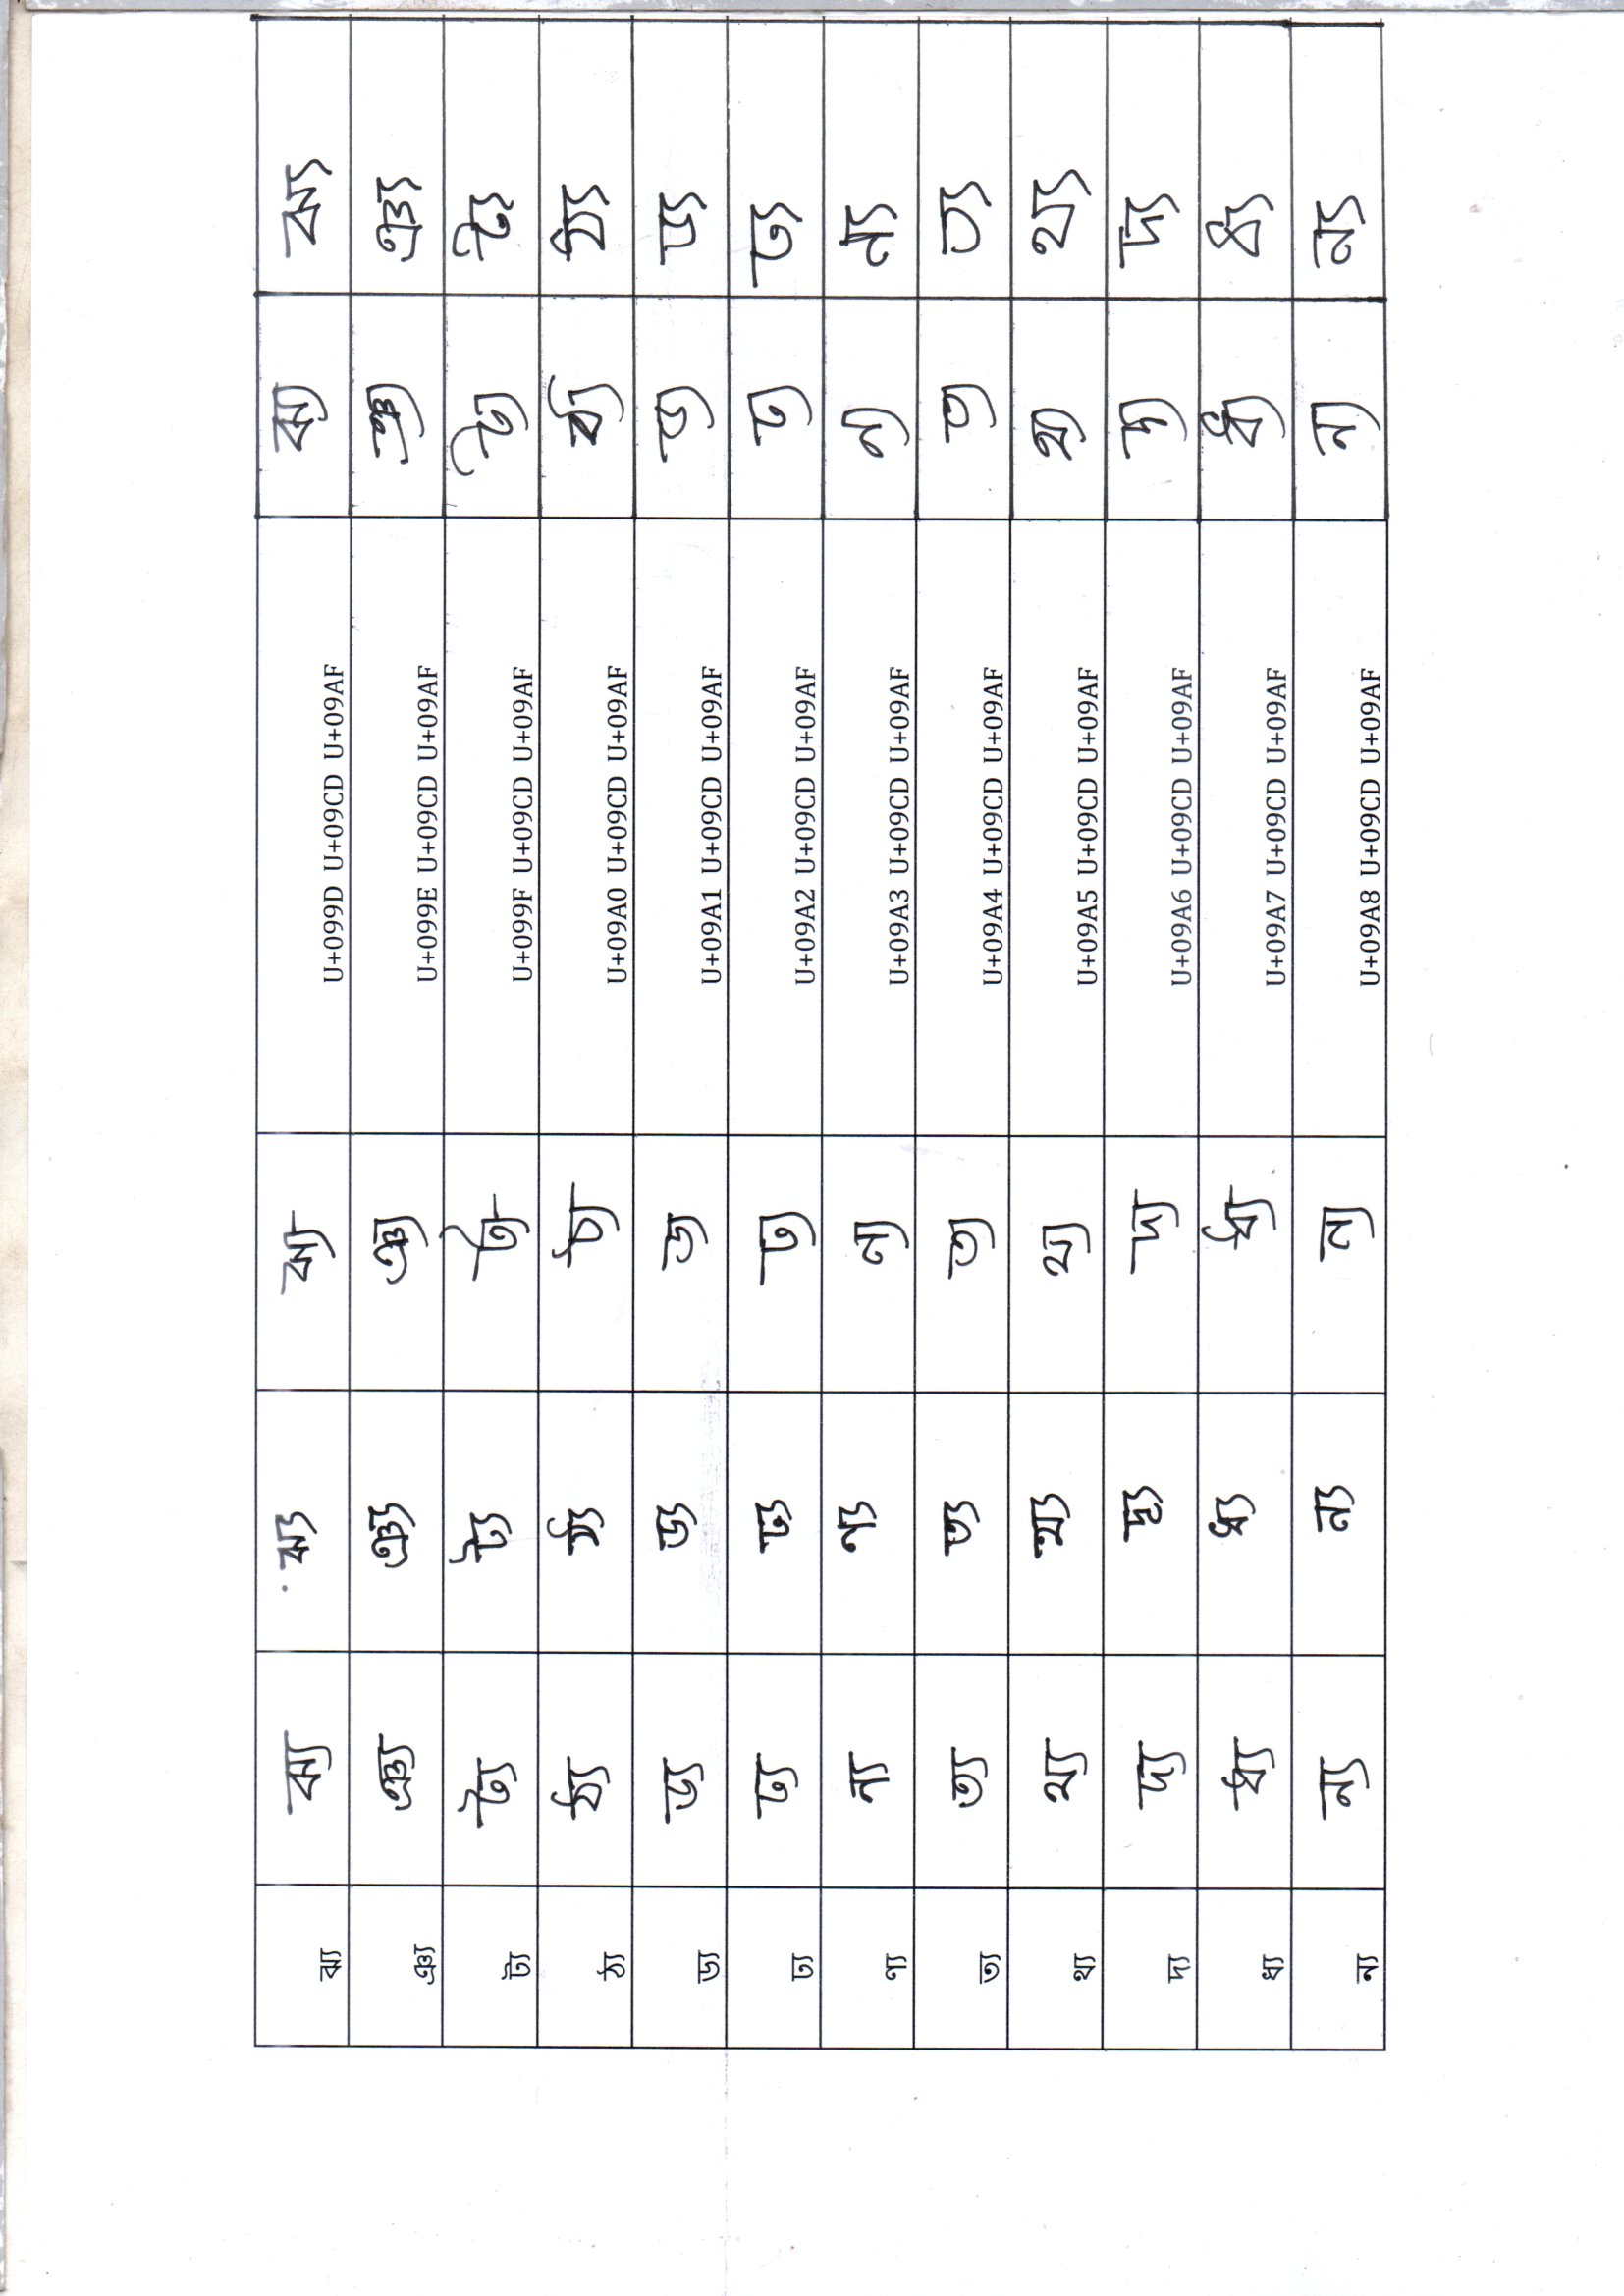 ঝ্য ঝ্য ঝ্য ঝ্য U+099D U+09CD U+09AF ঝ্য ঝ্য
ঞ্য ঞ্য ঞ্য ঞ্য U+099E U+09CD U+09AF ঞ্য ঞ্য
ট্য ট্য ট্য ট্য U+099F U+09CD U+09AF ট্য ট্য
ঠ্য ঠ্য ঠ্য ঠ্য U+09A0 U+09CD U+09AF ঠ্য ঠ্য
ড্য ড্য ড্য ড্য U+09A1 U+09CD U+09AF ড্য ড্য
ঢ্য ঢ্য ঢ্য ঢ্য U+09A2 U+09CD U+09AF ঢ্য ঢ্য
ণ্য ন্য ণ্য ন্য U+09A3 U+09CD U+09AF ন্য ন্য
ত্য ত্য ত্য ত্য U+09A4 U+09CD U+09AF ত্য ত্য
থ্য থ্য থ্য থ্য U+09A5 U+09CD U+09AF থ্য থ্য
দ্য দ্য দ্য দ্য U+09A6 U+09CD U+09AF দ্য দ্য
ধ্য ধ্য ধ্য ধ্য U+09A7 U+09CD U+09AF ধ্য ধ্য
ন্য ন্য ন্য ন্য U+09A8 U+09CD U+09AF ন্য ন্য